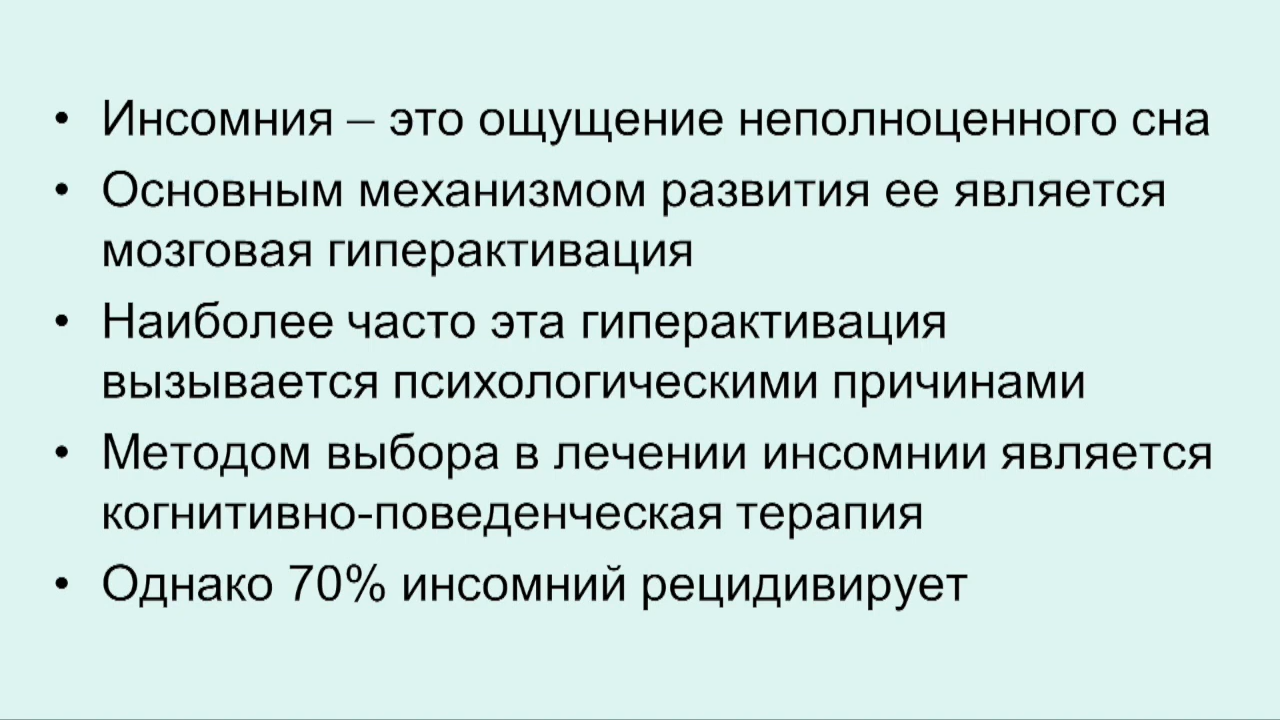 • Инсомния – это ощущение неполноценного сна
• Основным механизмом развития ее является
мозговая гиперактивация
• Наиболее часто эта гиперактивация
вызывается психологическими причинами
• Методом выбора в лечении инсомнии является
когнитивно-поведенческая терапия
• Однако 70% инсомний рецидивирует